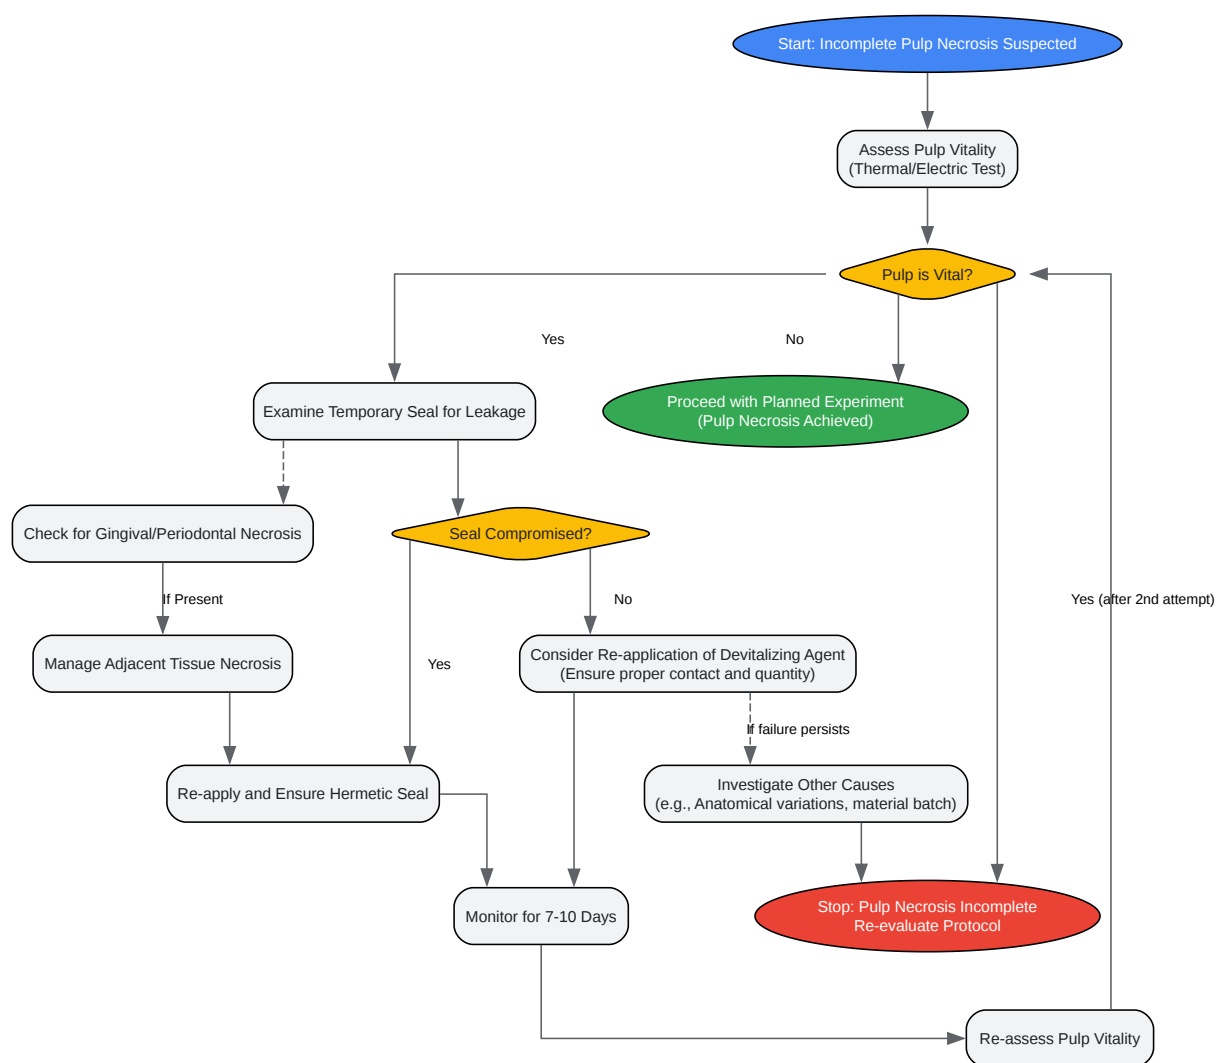 Start: Incomplete Pulp Necrosis Suspected
Assess Pulp Vitality
(Thermal/Electric Test)
Pulp is Vital?
Yes
No
Proceed with Planned Experiment
(Pulp Necrosis Achieved)
Examine Temporary Seal for Leakage
Check for Gingival/Periodontal Necrosis
Seal Compromised?
If Present
No
Yes (after 2nd attempt)
Manage Adjacent Tissue Necrosis
Yes
Consider Re-application of Devitalizing Agent
(Ensure proper contact and quantity)
If failure persists
Re-apply and Ensure Hermetic Seal
Investigate Other Causes
(e.g., Anatomical variations, material batch)
Monitor for 7-10 Days
Stop: Pulp Necrosis Incomplete
Re-evaluate Protocol
Re-assess Pulp Vitality